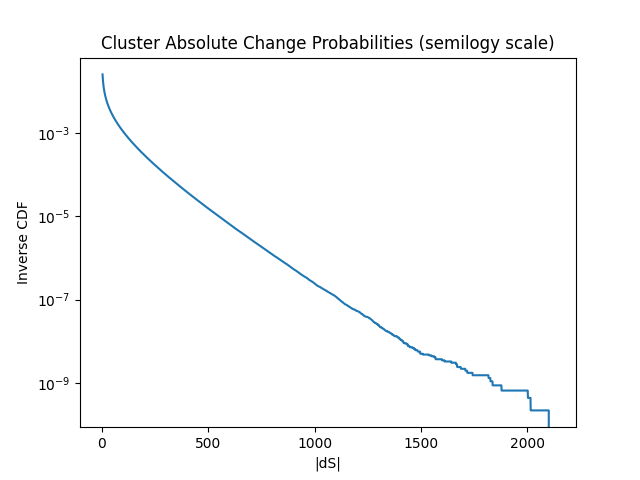 Cluster Absolute Change Probabilities (semilogy scale)
10⁻³
10⁻⁵
10⁻⁷
10⁻⁹
Inverse CDF
0 500 1000 1500 2000
|dS|